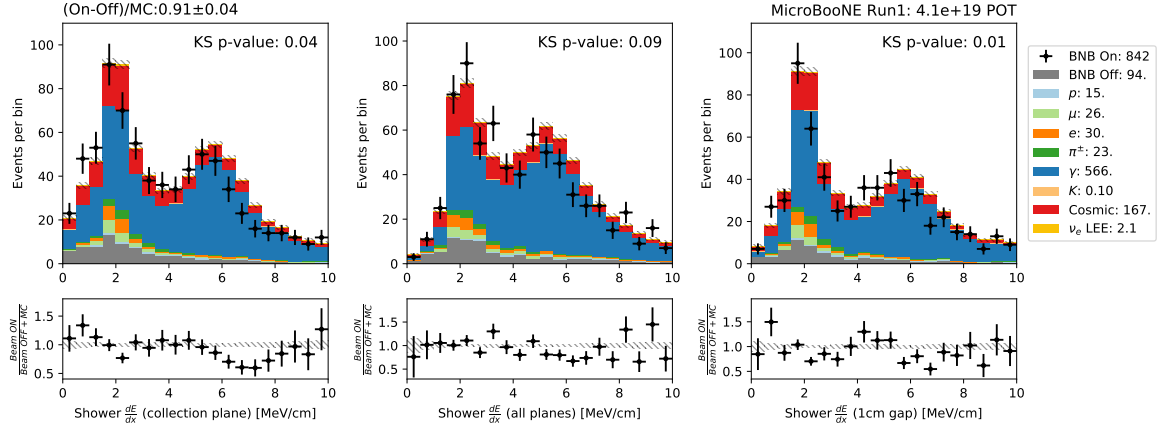 (On-Off)/MC:0.91±0.04
MicroBooNE Run1: 4.1e+19 POT
KS p-value: 0.04
KS p-value: 0.09
KS p-value: 0.01
Events per bin
100
80
60
40
20
0
0 2 4 6 8 10
Events per bin
100
80
60
40
20
0
0 2 4 6 8 10
Events per bin
100
80
60
40
20
0
0 2 4 6 8 10
BNB On: 842
BNB Off: 94.
p: 15.
μ: 26.
e: 30.
π±: 23.
γ: 566.
K: 0.10
Cosmic: 167.
νe LEE: 2.1
Beam ON
Beam OFF + MC
1.5
1.0
0.5
0 2 4 6 8 10
Shower dE/dx (collection plane) [MeV/cm]
Beam ON
Beam OFF + MC
1.5
1.0
0.5
0 2 4 6 8 10
Shower dE/dx (all planes) [MeV/cm]
Beam ON
Beam OFF + MC
1.5
1.0
0.5
0 2 4 6 8 10
Shower dE/dx (1cm gap) [MeV/cm]